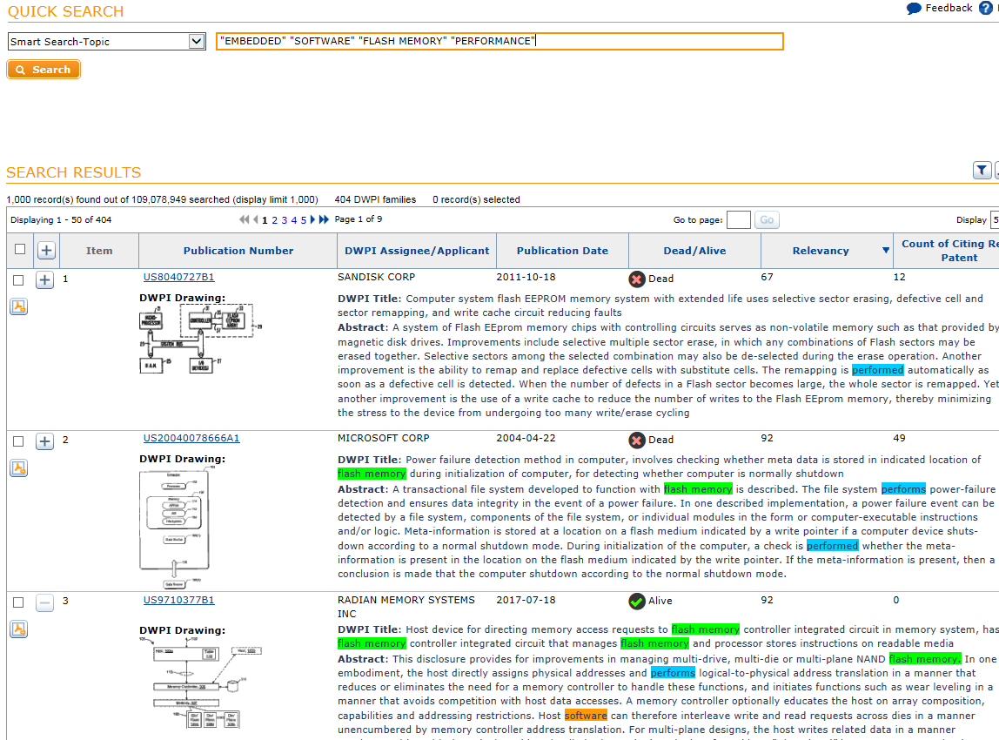 QUICK SEARCH
Feedback ?
Smart Search-Topic
"EMBEDDED" "SOFTWARE" "FLASH MEMORY" "PERFORMANCE"
Search
SEARCH RESULTS
1,000 record(s) found out of 109,078,949 searched (display limit 1,000) 404 DWPI families 0 record(s) selected
Displaying 1 - 50 of 404 1 2 3 4 5 Page 1 of 9 Go to page: Go Display 5
Item Publication Number DWPI Assignee/Applicant Publication Date Dead/Alive Relevancy Count of Citing Re
Patent
1 US8040727B1 SANDISK CORP 2011-10-18 Dead 67 12
DWPI Drawing:
DWPI Title: Computer system flash EEPROM memory system with extended life uses selective sector erasing, defective cell and
sector remapping, and write cache circuit reducing faults
Abstract: A system of Flash EEprom memory chips with controlling circuits serves as non-volatile memory such as that provided by
magnetic disk drives. Improvements include selective multiple sector erase, in which any combinations of Flash sectors may be
erased together. Selective sectors among the selected combination may also be de-selected during the erase operation. Another
improvement is the ability to remap and replace defective cells with substitute cells. The remapping is performed automatically as
soon as a defective cell is detected. When the number of defects in a Flash sector becomes large, the whole sector is remapped. Yet
another improvement is the use of a write cache to reduce the number of writes to the Flash EEprom memory, thereby minimizing
the stress to the device from undergoing too many write/erase cycling
2 US20040078666A1 MICROSOFT CORP 2004-04-22 Dead 92 49
DWPI Drawing:
DWPI Title: Power failure detection method in computer, involves checking whether meta data is stored in indicated location of
flash memory during initialization of computer, for detecting whether computer is normally shutdown
Abstract: A transactional file system developed to function with flash memory is described. The file system performs power-failure
detection and ensures data integrity in the event of a power failure. In one described implementation, a power failure event can be
detected by a file system, components of the file system, or individual modules in the form or computer-executable instructions
and/or logic. Meta-information is stored at a location on a flash medium indicated by a write pointer if a computer device shuts-
down according to a normal shutdown mode. During initialization of the computer, a check is performed whether the meta-
information is present in the location on the flash medium indicated by the write pointer. If the meta-information is present, then a
conclusion is made that the computer shutdown according to the normal shutdown mode.
3 US9710377B1 RADIAN MEMORY SYSTEMS 2017-07-18 Alive 92 0
INC
DWPI Drawing:
DWPI Title: Host device for directing memory access requests to flash memory controller integrated circuit in memory system, has
flash memory controller integrated circuit that manages flash memory and processor stores instructions on readable media
Abstract: This disclosure provides for improvements in managing multi-drive, multi-die or multi-plane NAND flash memory. In one
embodiment, the host directly assigns physical addresses and performs logical-to-physical address translation in a manner that
reduces or eliminates the need for a memory controller to handle these functions, and initiates functions such as wear leveling in a
manner that avoids competition with host data accesses. A memory controller optionally educates the host on array composition,
capabilities and addressing restrictions. Host software can therefore interleave write and read requests across dies in a manner
unencumbered by memory controller address translation. For multi-plane designs, the host writes related data in a manner